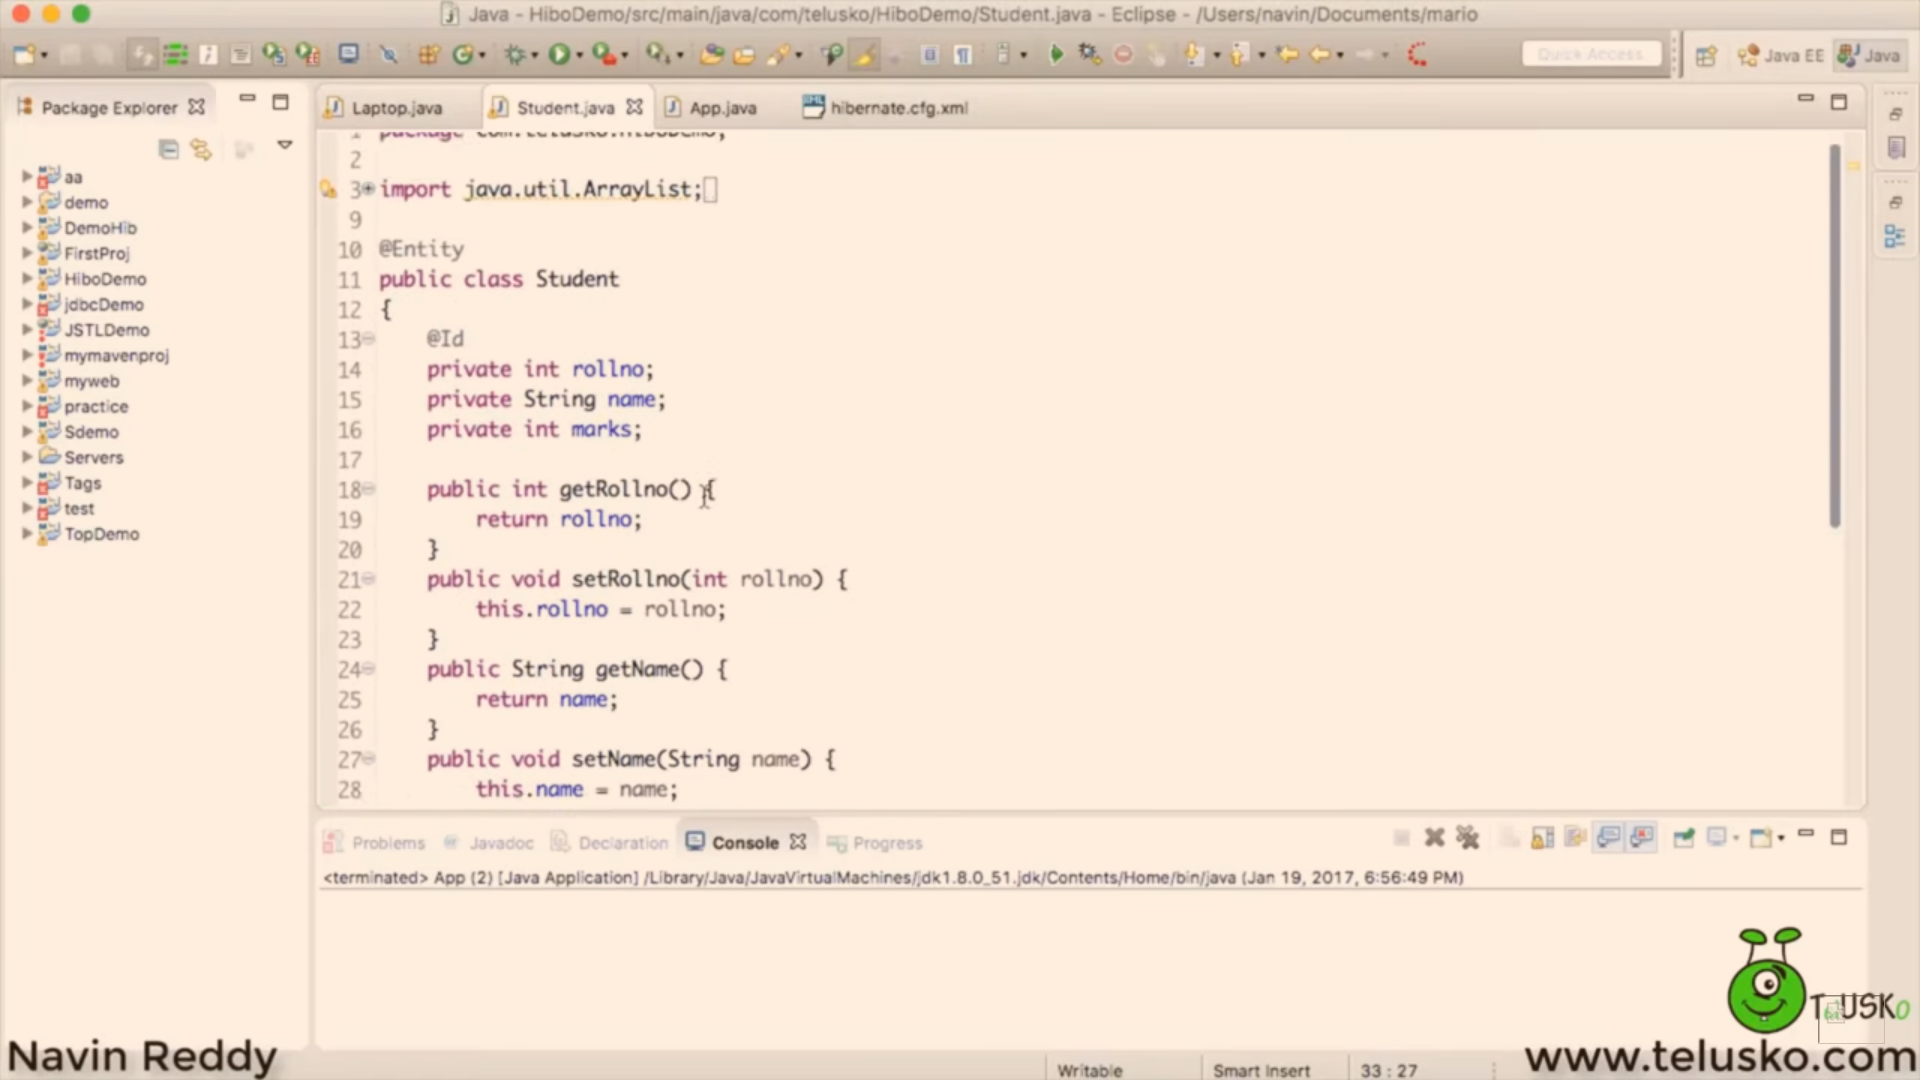 Java - HiboDemo/src/main/java/com/telusko/HiboDemo/Student.java - Eclipse - /Users/navin/Documents/mario
Quick Access
Java EE
Java
Package Explorer
Laptop.java
Student.java
App.java
hibernate.cfg.xml
aa
demo
DemoHib
FirstProj
HiboDemo
jdbcDemo
JSTLDemo
mymavenproj
myweb
practice
Sdemo
Servers
Tags
test
TopDemo
1 package com.telusko.HiboDemo;
2
3 import java.util.ArrayList;
9
10 @Entity
11 public class Student
12 {
13 @Id
14 private int rollno;
15 private String name;
16 private int marks;
17
18 public int getRollno() {
19 return rollno;
20 }
21 public void setRollno(int rollno) {
22 this.rollno = rollno;
23 }
24 public String getName() {
25 return name;
26 }
27 public void setName(String name) {
28 this.name = name;
Problems
Javadoc
Declaration
Console
Progress
<terminated> App (2) [Java Application] /Library/Java/JavaVirtualMachines/jdk1.8.0_51.jdk/Contents/Home/bin/java (Jan 19, 2017, 6:56:49 PM)
TELUSKO
Navin Reddy
www.telusko.com
Writable
Smart Insert
33 : 27